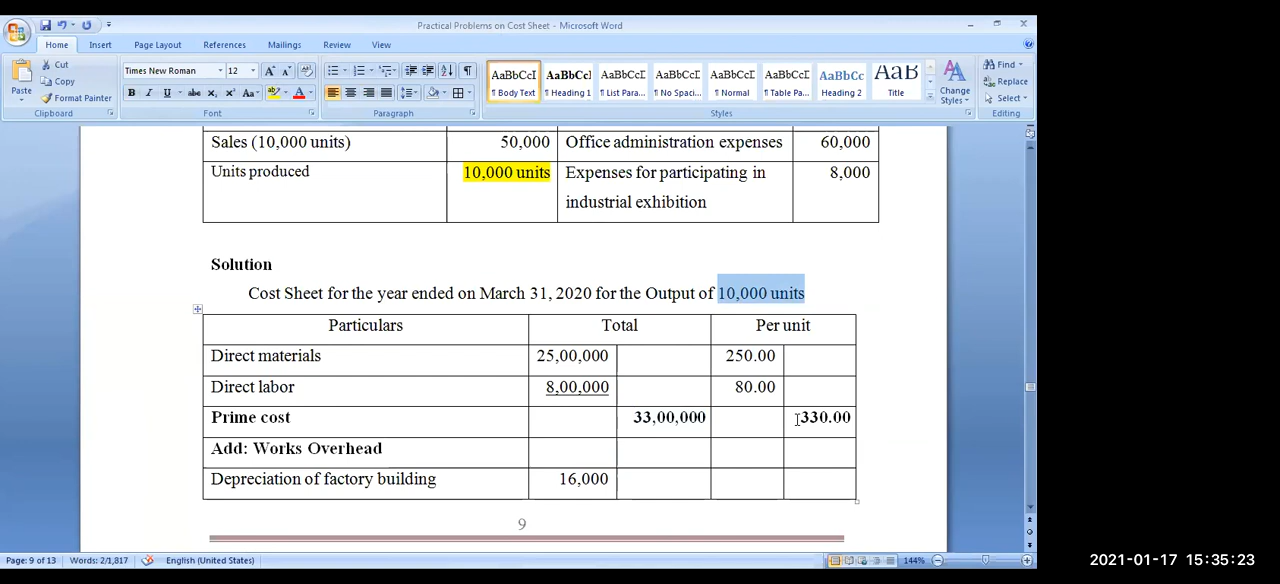 Practical Problems on Cost Sheet - Microsoft Word
Home Insert Page Layout References Mailings Review View
Cut
Copy
Format Painter
Paste
Times New Roman 12
B I U abc X₂ X² Aa
AaBbCcI AaBbCcl AaBbCcI AaBbCcI AaBbCcI AaBbCcI AaBbCc AaB
¶ Body Text ¶ Heading 1 ¶ List Para... ¶ No Spaci... ¶ Normal ¶ Table Pa... Heading 2 Title
Change Styles
Find
Replace
Select
Clipboard Font Paragraph Styles Editing
Sales (10,000 units) 50,000 Office administration expenses 60,000
Units produced 10,000 units Expenses for participating in 8,000
industrial exhibition
Solution
Cost Sheet for the year ended on March 31, 2020 for the Output of 10,000 units
Particulars Total Per unit
Direct materials 25,00,000 250.00
Direct labor 8,00,000 80.00
Prime cost 33,00,000 330.00
Add: Works Overhead
Depreciation of factory building 16,000
9
Page: 9 of 13 Words: 2/1,817 English (United States) 144%
2021-01-17 15:35:23